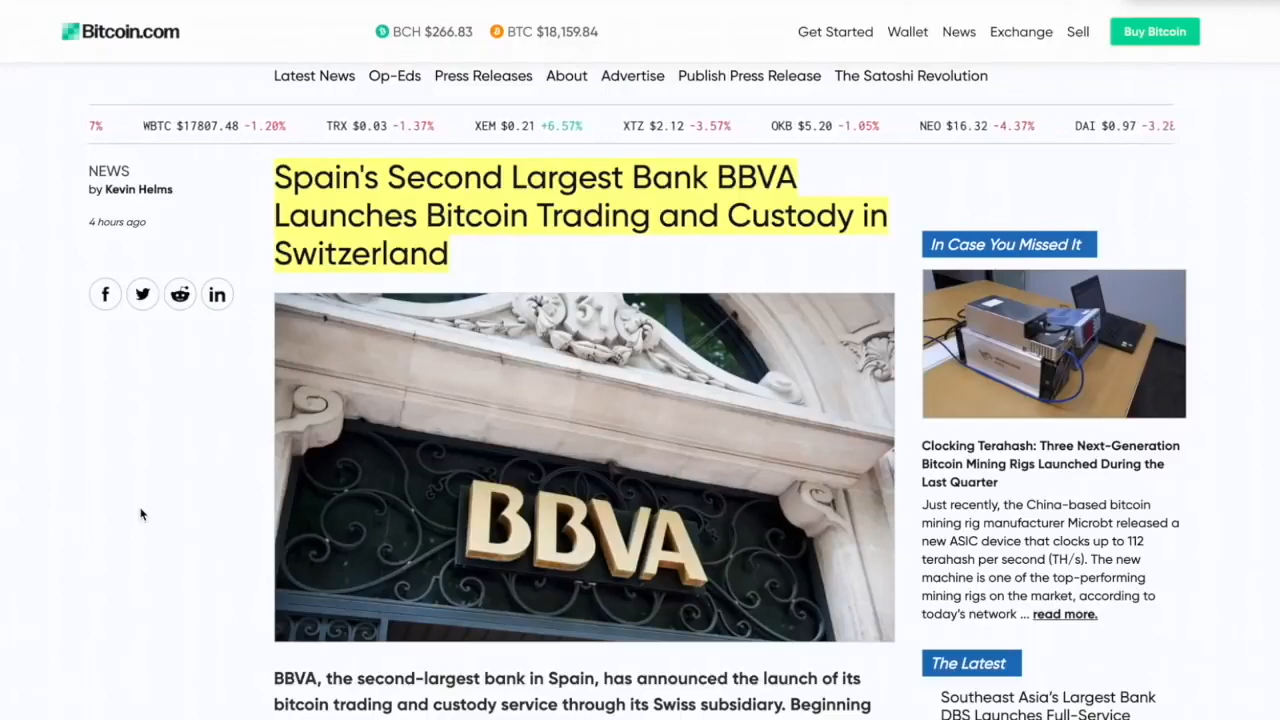 Bitcoin.com
BCH $266.83 BTC $18,159.84
Get Started Wallet News Exchange Sell Buy Bitcoin
Latest News Op-Eds Press Releases About Advertise Publish Press Release The Satoshi Revolution
7% WBTC $17807.48 -1.20% TRX $0.03 -1.37% XEM $0.21 +6.57% XTZ $2.12 -3.57% OKB $5.20 -1.05% NEO $16.32 -4.37% DAI $0.97 -3.28
NEWS
by Kevin Helms
4 hours ago
Spain's Second Largest Bank BBVA
Launches Bitcoin Trading and Custody in
Switzerland
BBVA
BBVA, the second-largest bank in Spain, has announced the launch of its
bitcoin trading and custody service through its Swiss subsidiary. Beginning
In Case You Missed It
Clocking Terahash: Three Next-Generation
Bitcoin Mining Rigs Launched During the
Last Quarter
Just recently, the China-based bitcoin
mining rig manufacturer Microbt released a
new ASIC device that clocks up to 112
terahash per second (TH/s). The new
machine is one of the top-performing
mining rigs on the market, according to
today's network ... read more.
The Latest
Southeast Asia's Largest Bank
DBS Launches Full-Service